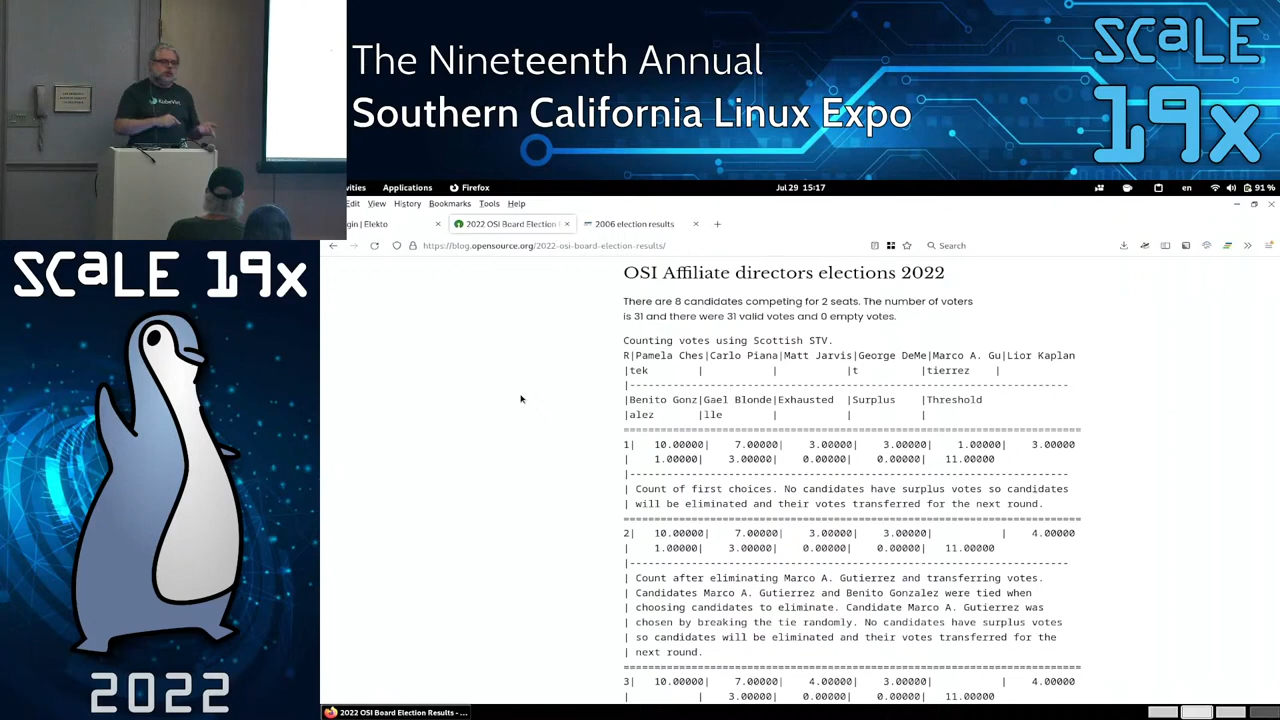 The Nineteenth Annual
Southern California Linux Expo
SCaLE
19x
KubeVirt
vities Applications Firefox Jul 29 15:17 en 91 %
Edit View History Bookmarks Tools Help
gin | Elekto 2022 OSI Board Election 2006 election results
https://blog.opensource.org/2022-osi-board-election-results/ Search
SCaLE 19x
2022
OSI Affiliate directors elections 2022
There are 8 candidates competing for 2 seats. The number of voters
is 31 and there were 31 valid votes and 0 empty votes.
Counting votes using Scottish STV.
R|Pamela Ches|Carlo Piana|Matt Jarvis|George DeMe|Marco A. Gu|Lior Kaplan
|tek | | |t |tierrez |
|---------------------------------------------------------------------------
|Benito Gonz|Gael Blonde|Exhausted |Surplus |Threshold
|alez |lle | | |
=============================================================================
1| 10.00000| 7.00000| 3.00000| 3.00000| 1.00000| 3.00000
| 1.00000| 3.00000| 0.00000| 0.00000| 11.00000
|---------------------------------------------------------------------------
| Count of first choices. No candidates have surplus votes so candidates
| will be eliminated and their votes transferred for the next round.
=============================================================================
2| 10.00000| 7.00000| 3.00000| 3.00000| | 4.00000
| 1.00000| 3.00000| 0.00000| 0.00000| 11.00000
|---------------------------------------------------------------------------
| Count after eliminating Marco A. Gutierrez and transferring votes.
| Candidates Marco A. Gutierrez and Benito Gonzalez were tied when
| choosing candidates to eliminate. Candidate Marco A. Gutierrez was
| chosen by breaking the tie randomly. No candidates have surplus votes
| so candidates will be eliminated and their votes transferred for the
| next round.
=============================================================================
3| 10.00000| 7.00000| 4.00000| 3.00000| | 4.00000
| | 3.00000| 0.00000| 0.00000| 11.00000
2022 OSI Board Election Results - ...